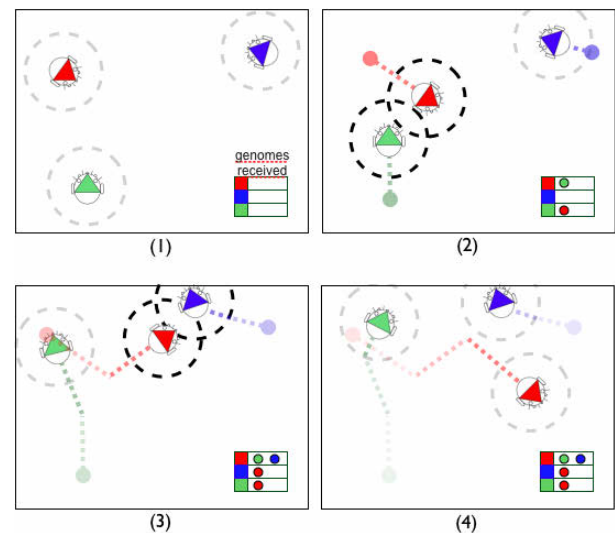 genomes
received
(1)
(2)
(3)
(4)